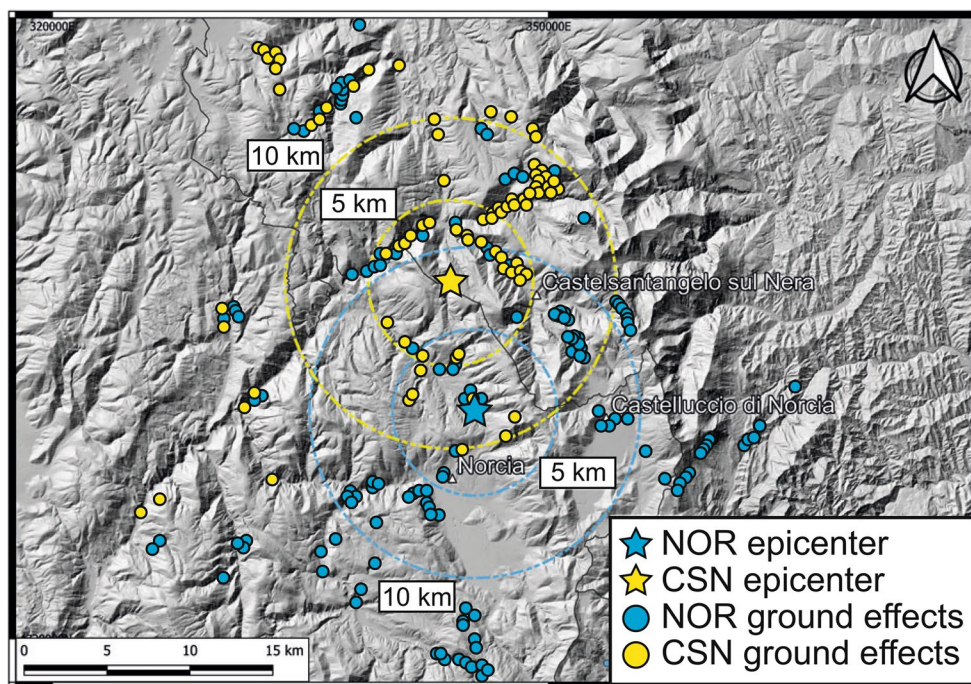 320000E
350000E
10 km
5 km
Castelsantangelo sul Nera
Castelluccio di Norcia
Norcia
5 km
10 km
0 5 10 15 km
NOR epicenter
CSN epicenter
NOR ground effects
CSN ground effects